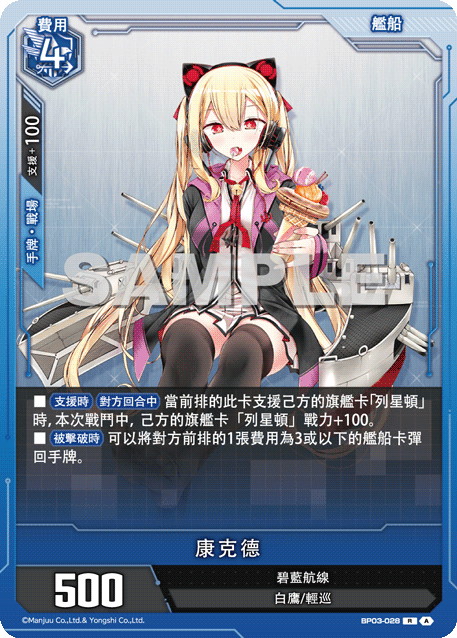 費用
艦船
4
支援+100
手牌・戰場
SAMPLE
■ 支援時 對方回合中 當前排的此卡支援己方的旗艦卡「列星頓」
時,本次戰鬥中, 己方的旗艦卡「列星頓」戰力+100。
■ 被擊破時 可以將對方前排的1張費用為3或以下的艦船卡彈
回手牌。
康克德
500
碧藍航線
白鷹/輕巡
©Manjuu Co.,Ltd.& Yongshi Co.,Ltd.
BP03-028 R A